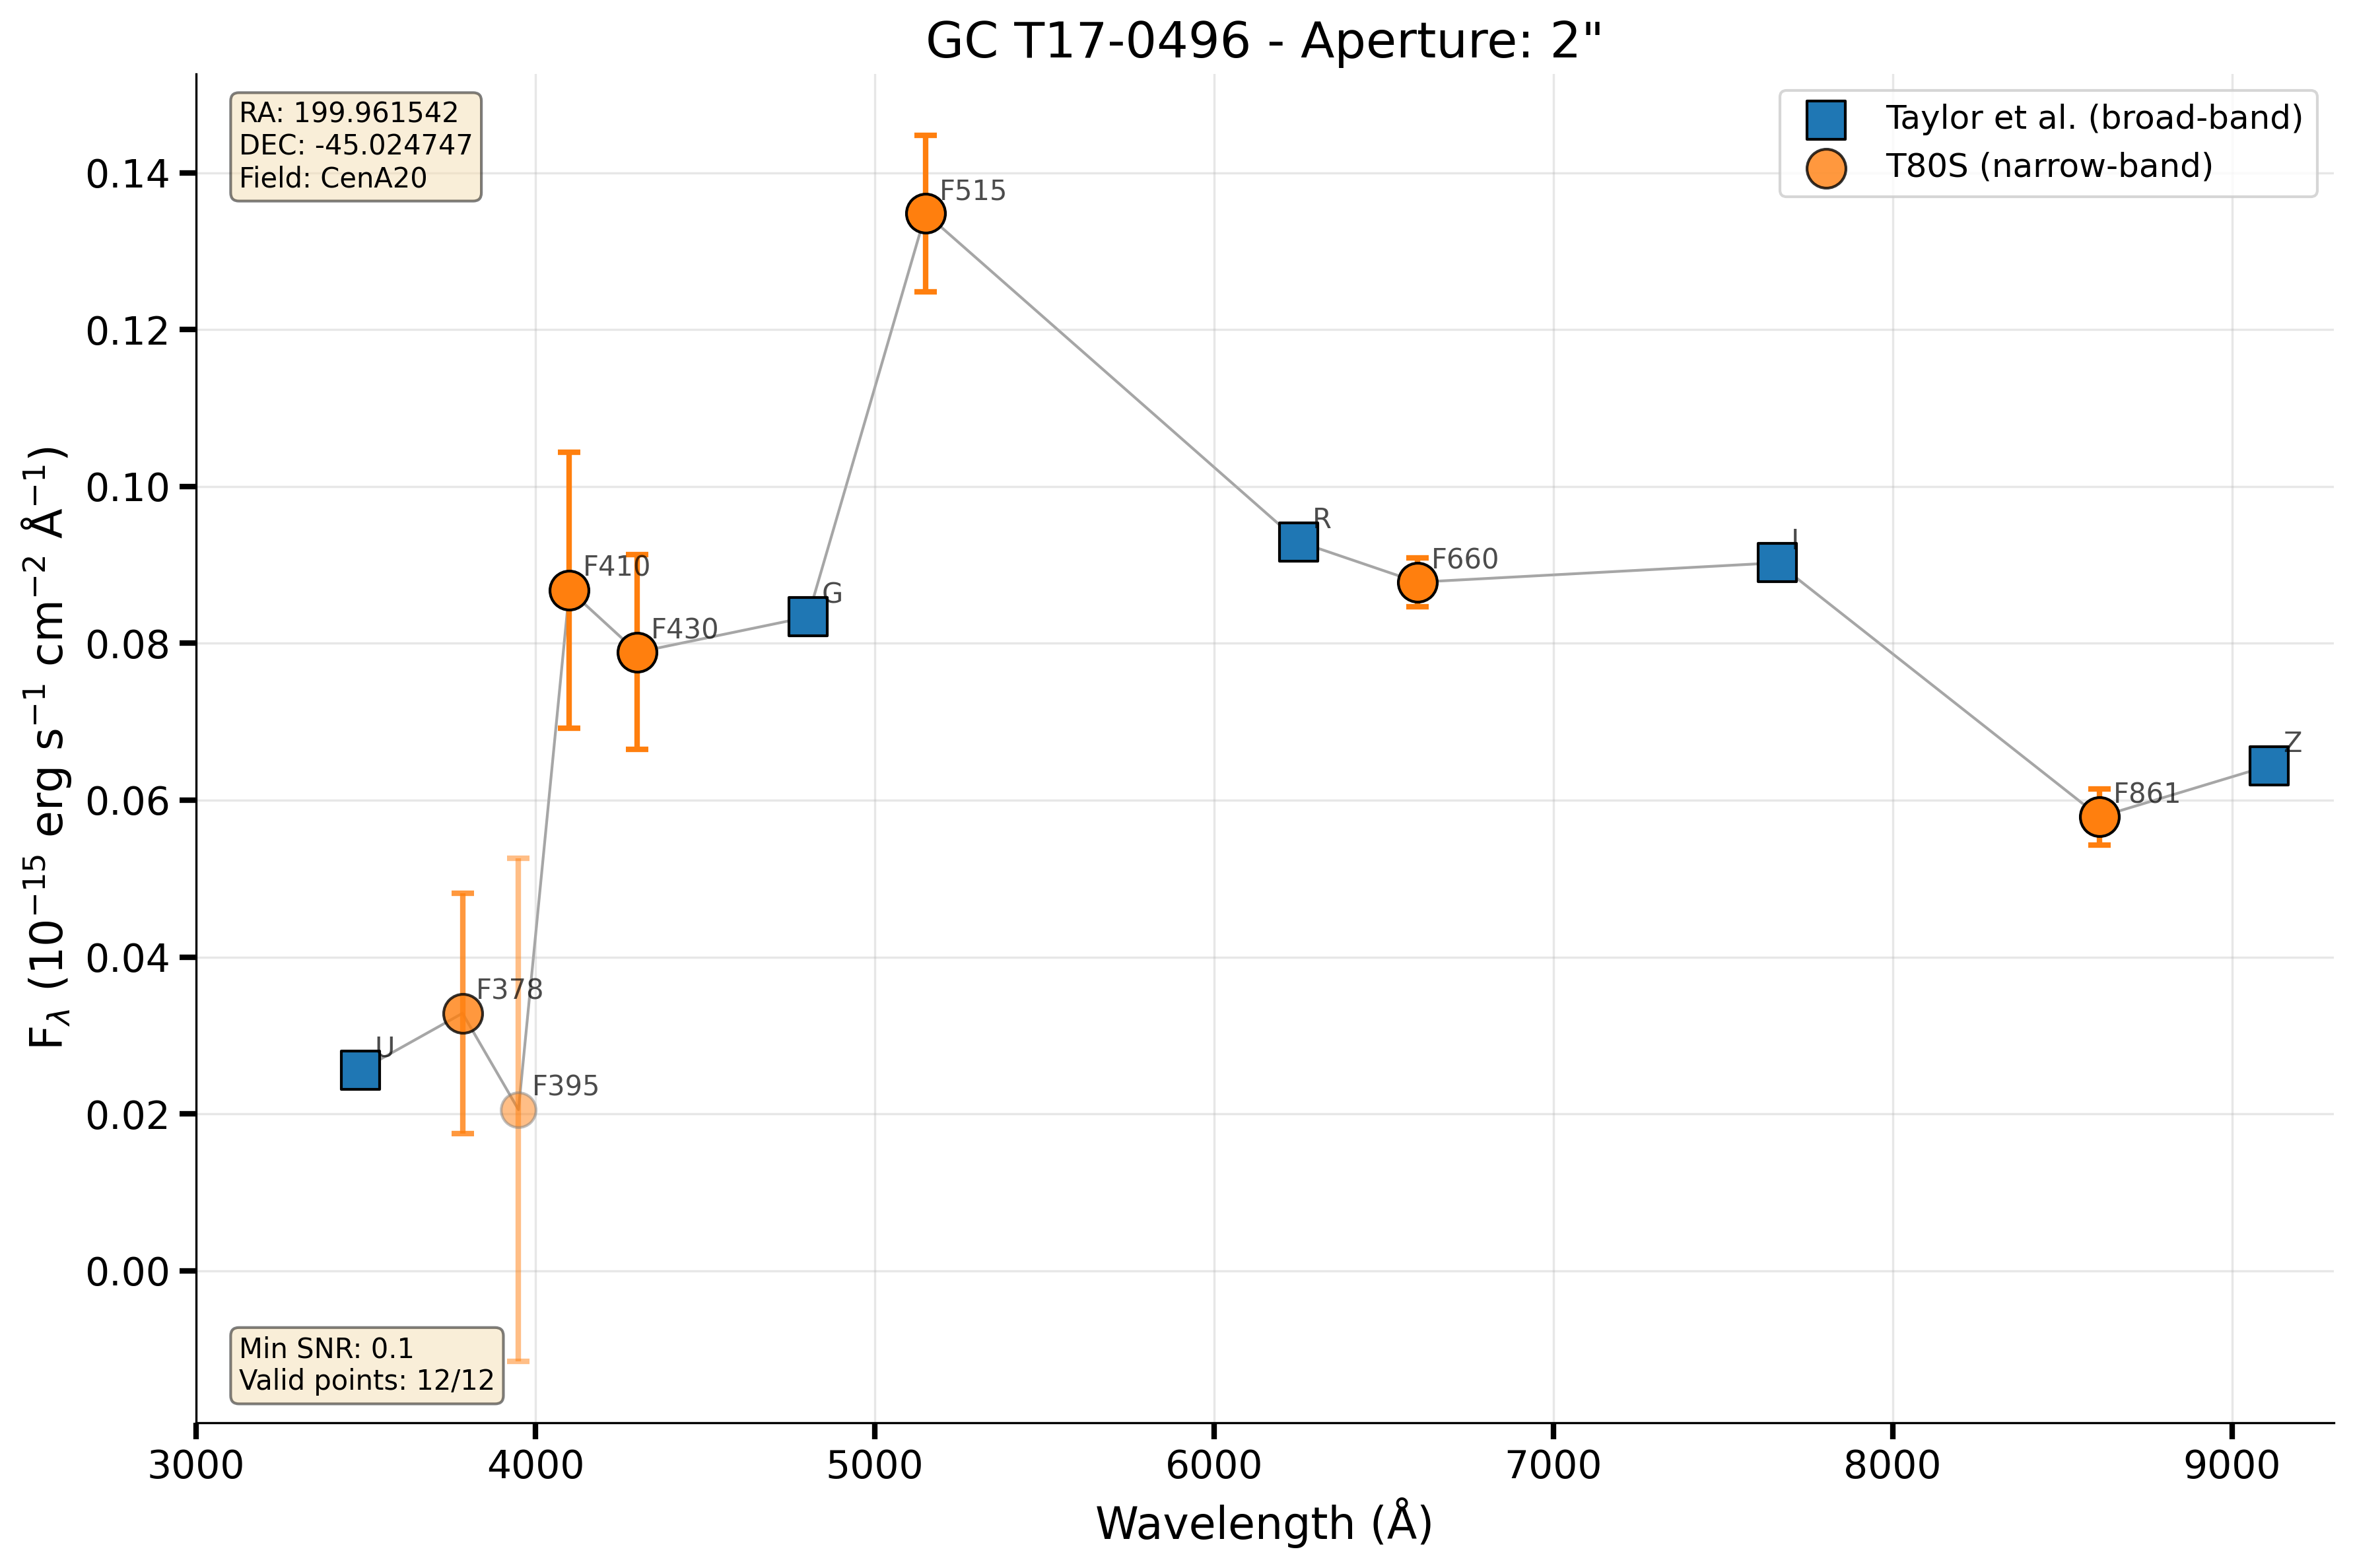 GC T17-0496 - Aperture: 2"
RA: 199.961542
DEC: -45.024747
Field: CenA20
Taylor et al. (broad-band)
T80S (narrow-band)
F_λ (10⁻¹⁵ erg s⁻¹ cm⁻² Å⁻¹)
0.14
0.12
0.10
0.08
0.06
0.04
0.02
0.00
U
F378
F395
F410
F430
G
F515
R
F660
I
F861
Z
Min SNR: 0.1
Valid points: 12/12
3000 4000 5000 6000 7000 8000 9000
Wavelength (Å)